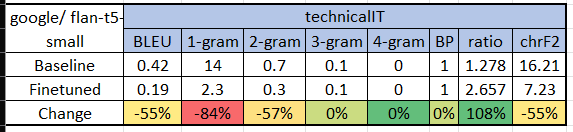 google/ flan-t5-small technicalIT
BLEU 1-gram 2-gram 3-gram 4-gram BP ratio chrF2
Baseline 0.42 14 0.7 0.1 0 1 1.278 16.21
Finetuned 0.19 2.3 0.3 0.1 0 1 2.657 7.23
Change -55% -84% -57% 0% 0% 0% 108% -55%